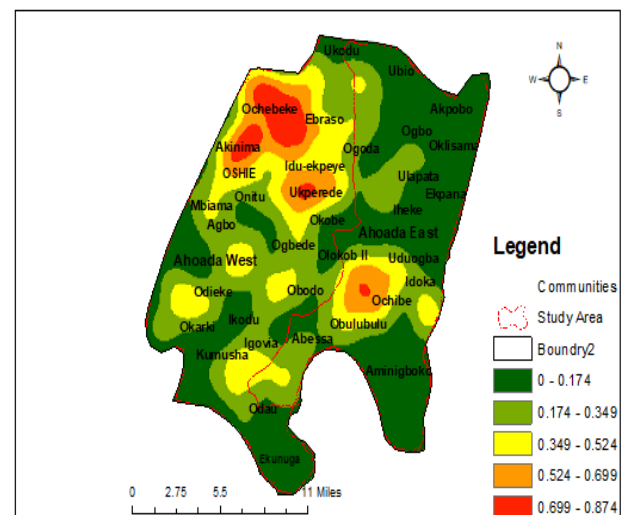 Ukodu
Ubio
N
W E
S
Ochebeke
Ebraso
Akpobo
Ogbo
Oklisama
Akinima
Ogoda
Idu-ekpeye
OSHIE
Ulapata
Onitu
Ukperede
Ekpana
Mbiama
Iheke
Agbo
Okobe
Ahoada East
Ogbede
Ahoada West
Olokob II
Uduogba
Idoka
Odieke
Obodo
Ochibe
Okarki
Ikodu
Obulubulu
Igovia
Abessa
Kumusha
Aminigboko
Odau
Ekunuga
0 2.75 5.5 11 Miles
Legend
Communities
Study Area
Boundry2
0 - 0.174
0.174 - 0.349
0.349 - 0.524
0.524 - 0.699
0.699 - 0.874